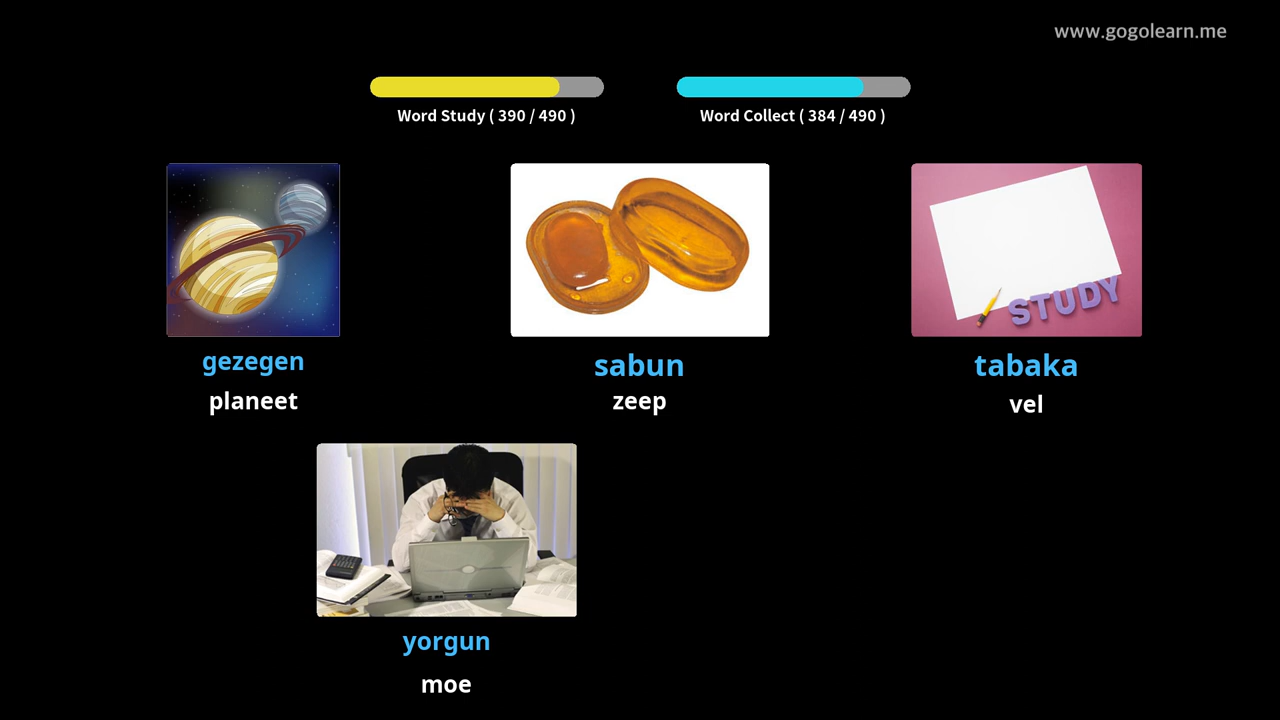 www.gogolearn.me
Word Study ( 390 / 490 )
Word Collect ( 384 / 490 )
STUDY
gezegen
planeet
sabun
zeep
tabaka
vel
yorgun
moe